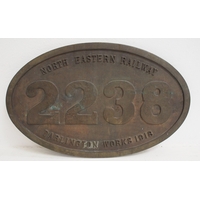 NORTH EASTERN RAILWAY
2238
DARLINGTON WORKS 1918